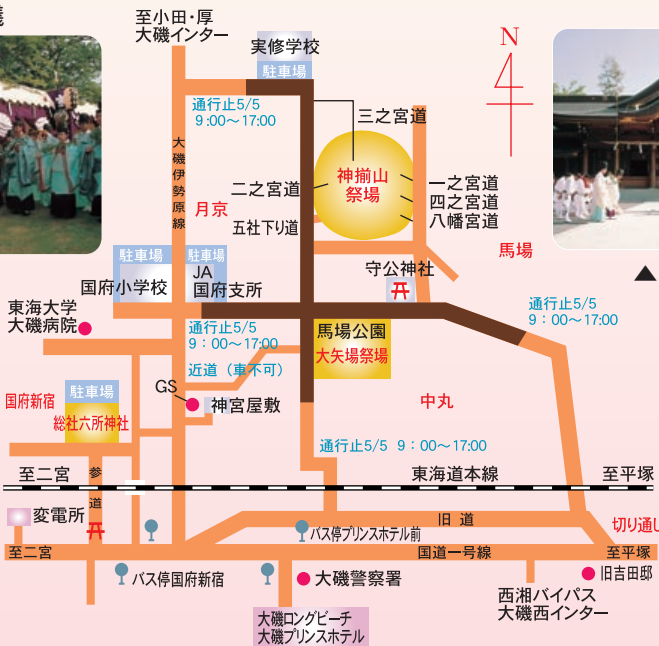 儀
至小田・厚
大磯インター
実修学校
駐車場
N
通行止5/5
9:00〜17:00
三之宮道
大磯伊勢原線
神揃山
祭場
二之宮道
一之宮道
四之宮道
八幡宮道
月京
五社下り道
馬場
駐車場
駐車場
守公神社
国府小学校
JA
国府支所
東海大学
大磯病院
通行止5/5
9：00〜17:00
馬場公園
大矢場祭場
通行止5/5
9：00〜17:00
近道（車不可）
GS
神宮屋敷
中丸
駐車場
国府新宿
総社六所神社
通行止5/5 9：00〜17:00
至二宮
参道
東海道本線
至平塚
変電所
旧道
切り通し
バス停プリンスホテル前
至二宮
国道一号線
至平塚
バス停国府新宿
大磯警察署
旧吉田邸
西湘バイパス
大磯西インター
大磯ロングビーチ
大磯プリンスホテル